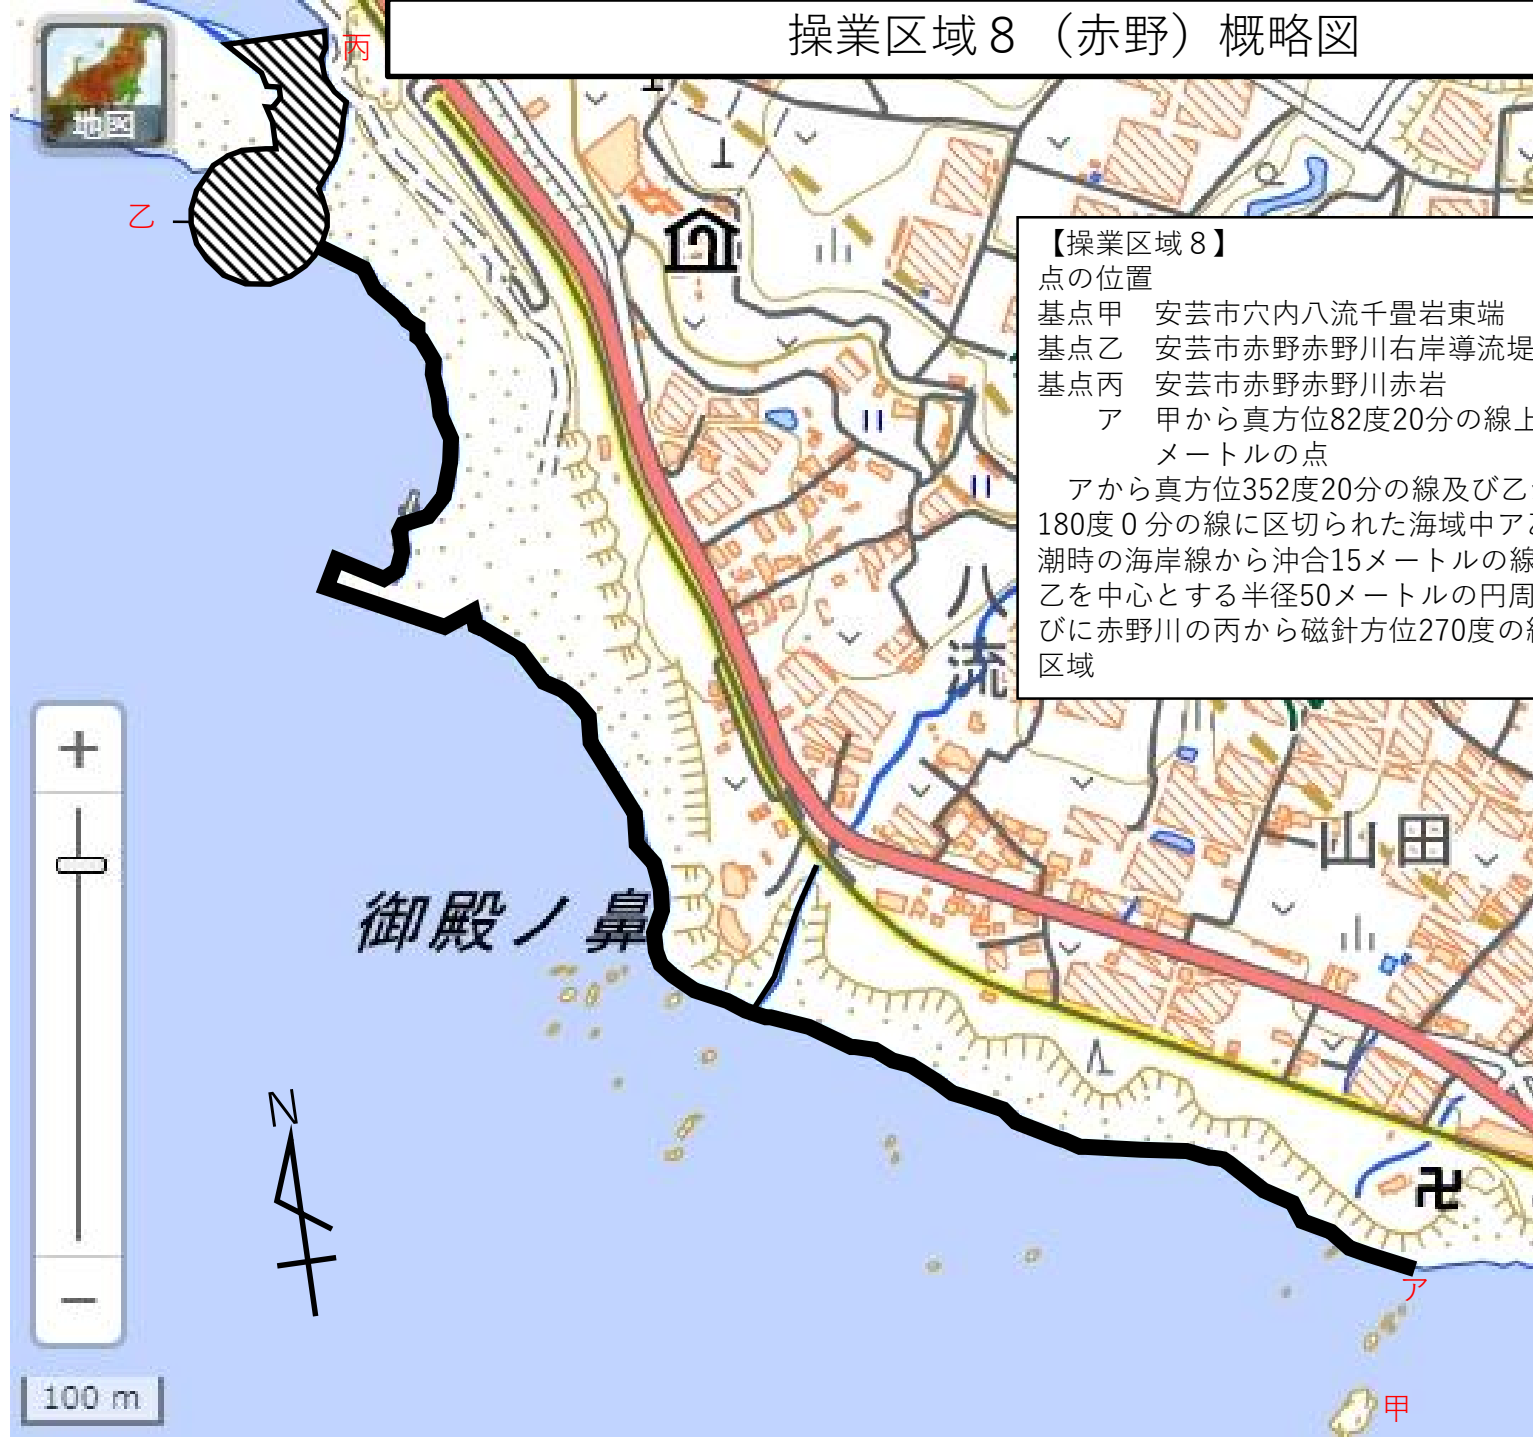 操業区域８（赤野）概略図
地図
丙
乙
【操業区域８】
点の位置
基点甲　安芸市穴内八流千畳岩東端
基点乙　安芸市赤野赤野川右岸導流堤
基点丙　安芸市赤野赤野川赤岩
ア　甲から真方位82度20分の線上
メートルの点
アから真方位352度20分の線及び乙
180度０分の線に区切られた海域中ア
潮時の海岸線から沖合15メートルの線
乙を中心とする半径50メートルの円周
びに赤野川の丙から磁針方位270度の
区域
八流
山田
御殿ノ鼻
N
ア
甲
100 m